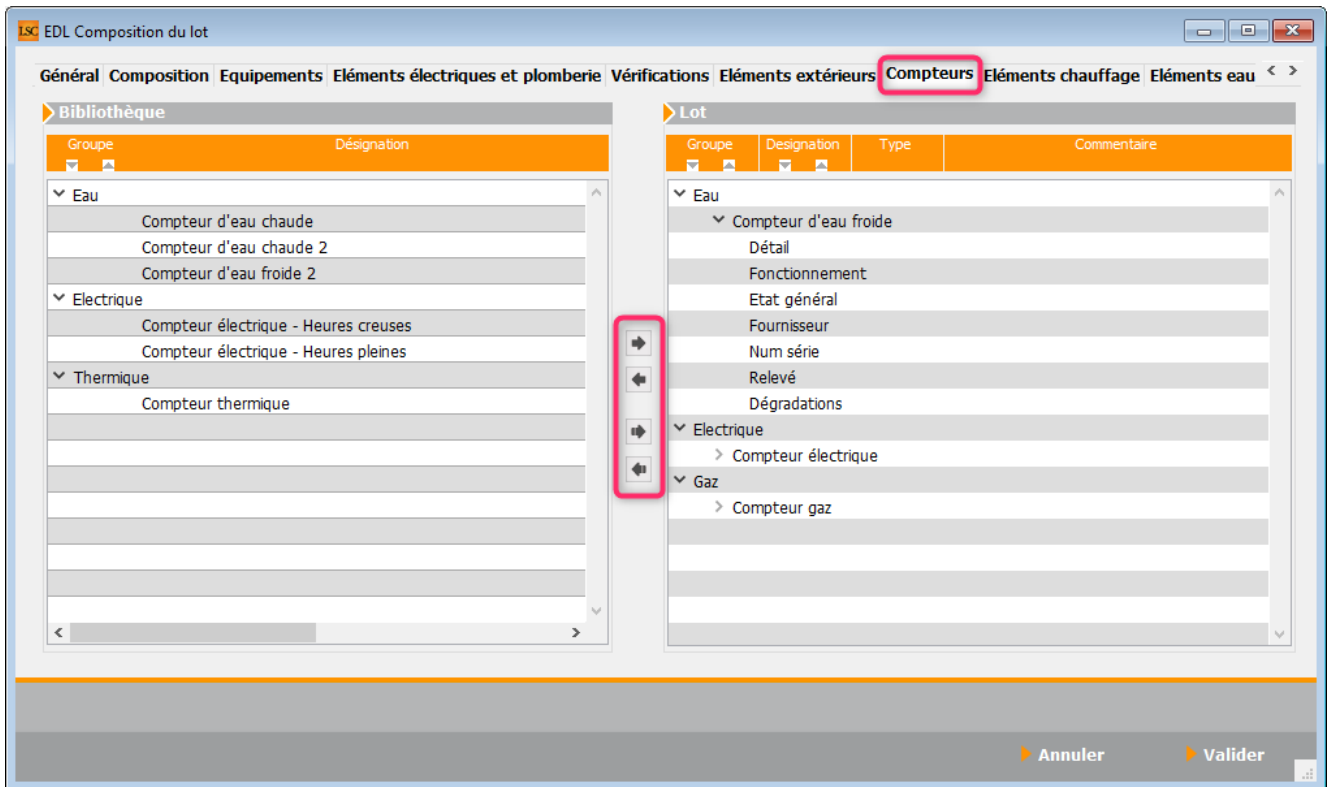 LSC EDL Composition du lot
Général Composition Equipements Eléments électriques et plomberie Vérifications Eléments extérieurs Compteurs Eléments chauffage Eléments eau
Bibliothèque
Groupe Désignation
Eau
Compteur d'eau chaude
Compteur d'eau chaude 2
Compteur d'eau froide 2
Electrique
Compteur électrique - Heures creuses
Compteur électrique - Heures pleines
Thermique
Compteur thermique
Lot
Groupe Designation Type Commentaire
Eau
Compteur d'eau froide
Détail
Fonctionnement
Etat général
Fournisseur
Num série
Relevé
Dégradations
Electrique
Compteur électrique
Gaz
Compteur gaz
Annuler Valider